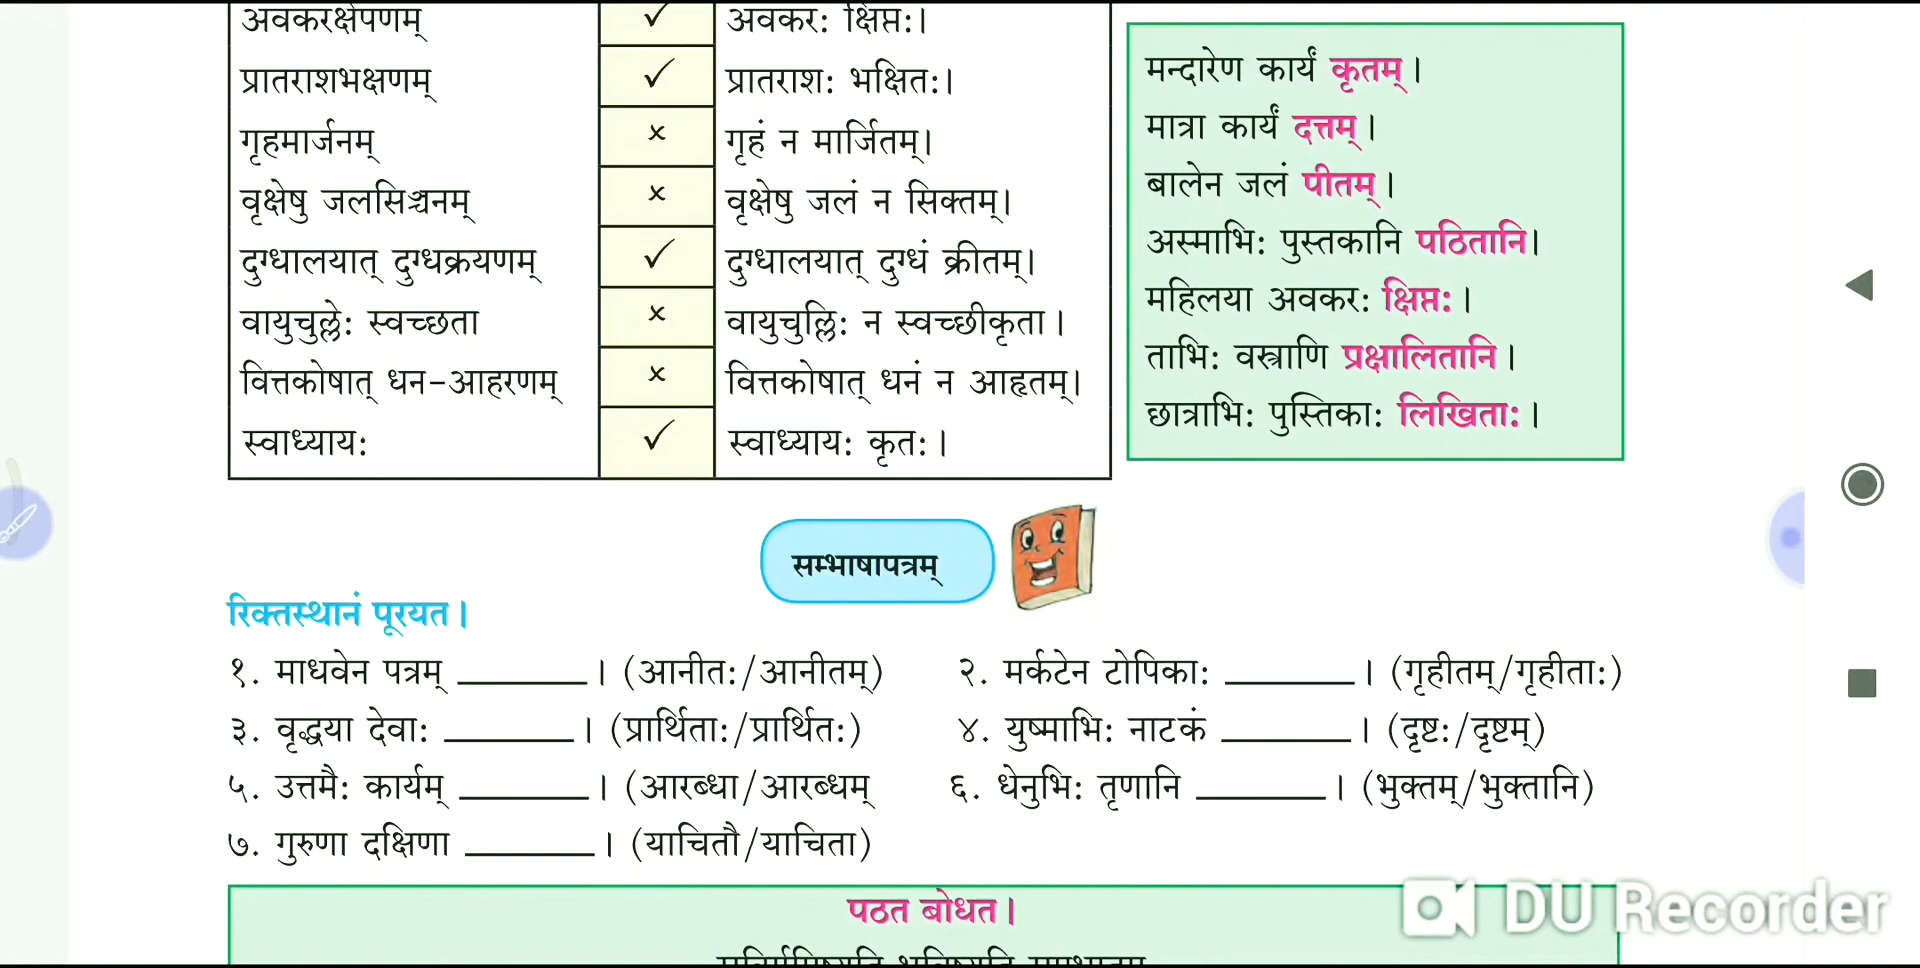 अवकरक्षेपणम् ✓ अवकरः क्षिप्तः।
प्रातराशभक्षणम् ✓ प्रातराशः भक्षितः।
गृहमार्जनम् × गृहं न मार्जितम्।
वृक्षेषु जलसिञ्चनम् × वृक्षेषु जलं न सिक्तम्।
दुग्धालयात् दुग्धक्रयणम् ✓ दुग्धालयात् दुग्धं क्रीतम्।
वायुचुल्लेः स्वच्छता × वायुचुल्लिः न स्वच्छीकृता।
वित्तकोषात् धन-आहरणम् × वित्तकोषात् धनं न आहृतम्।
स्वाध्यायः ✓ स्वाध्यायः कृतः।
मन्दारेण कार्यं कृतम्।
मात्रा कार्यं दत्तम्।
बालेन जलं पीतम्।
अस्माभिः पुस्तकानि पठितानि।
महिलया अवकरः क्षिप्तः।
ताभिः वस्त्राणि प्रक्षालितानि।
छात्राभिः पुस्तिकाः लिखिताः।
सम्भाषापत्रम्
रिक्तस्थानं पूरयत।
१. माधवेन पत्रम् ______। (आनीतः/आनीतम्) २. मर्कटेन टोपिकाः ______। (गृहीतम्/गृहीताः)
३. वृद्धया देवाः ______। (प्रार्थिताः/प्रार्थितः) ४. युष्माभिः नाटकं ______। (दृष्टः/दृष्टम्)
५. उत्तमैः कार्यम् ______। (आरब्धा/आरब्धम् ६. धेनुभिः तृणानि ______। (भुक्तम्/भुक्तानि)
७. गुरुणा दक्षिणा ______। (याचितौ/याचिता)
पठत बोधत।
DU Recorder